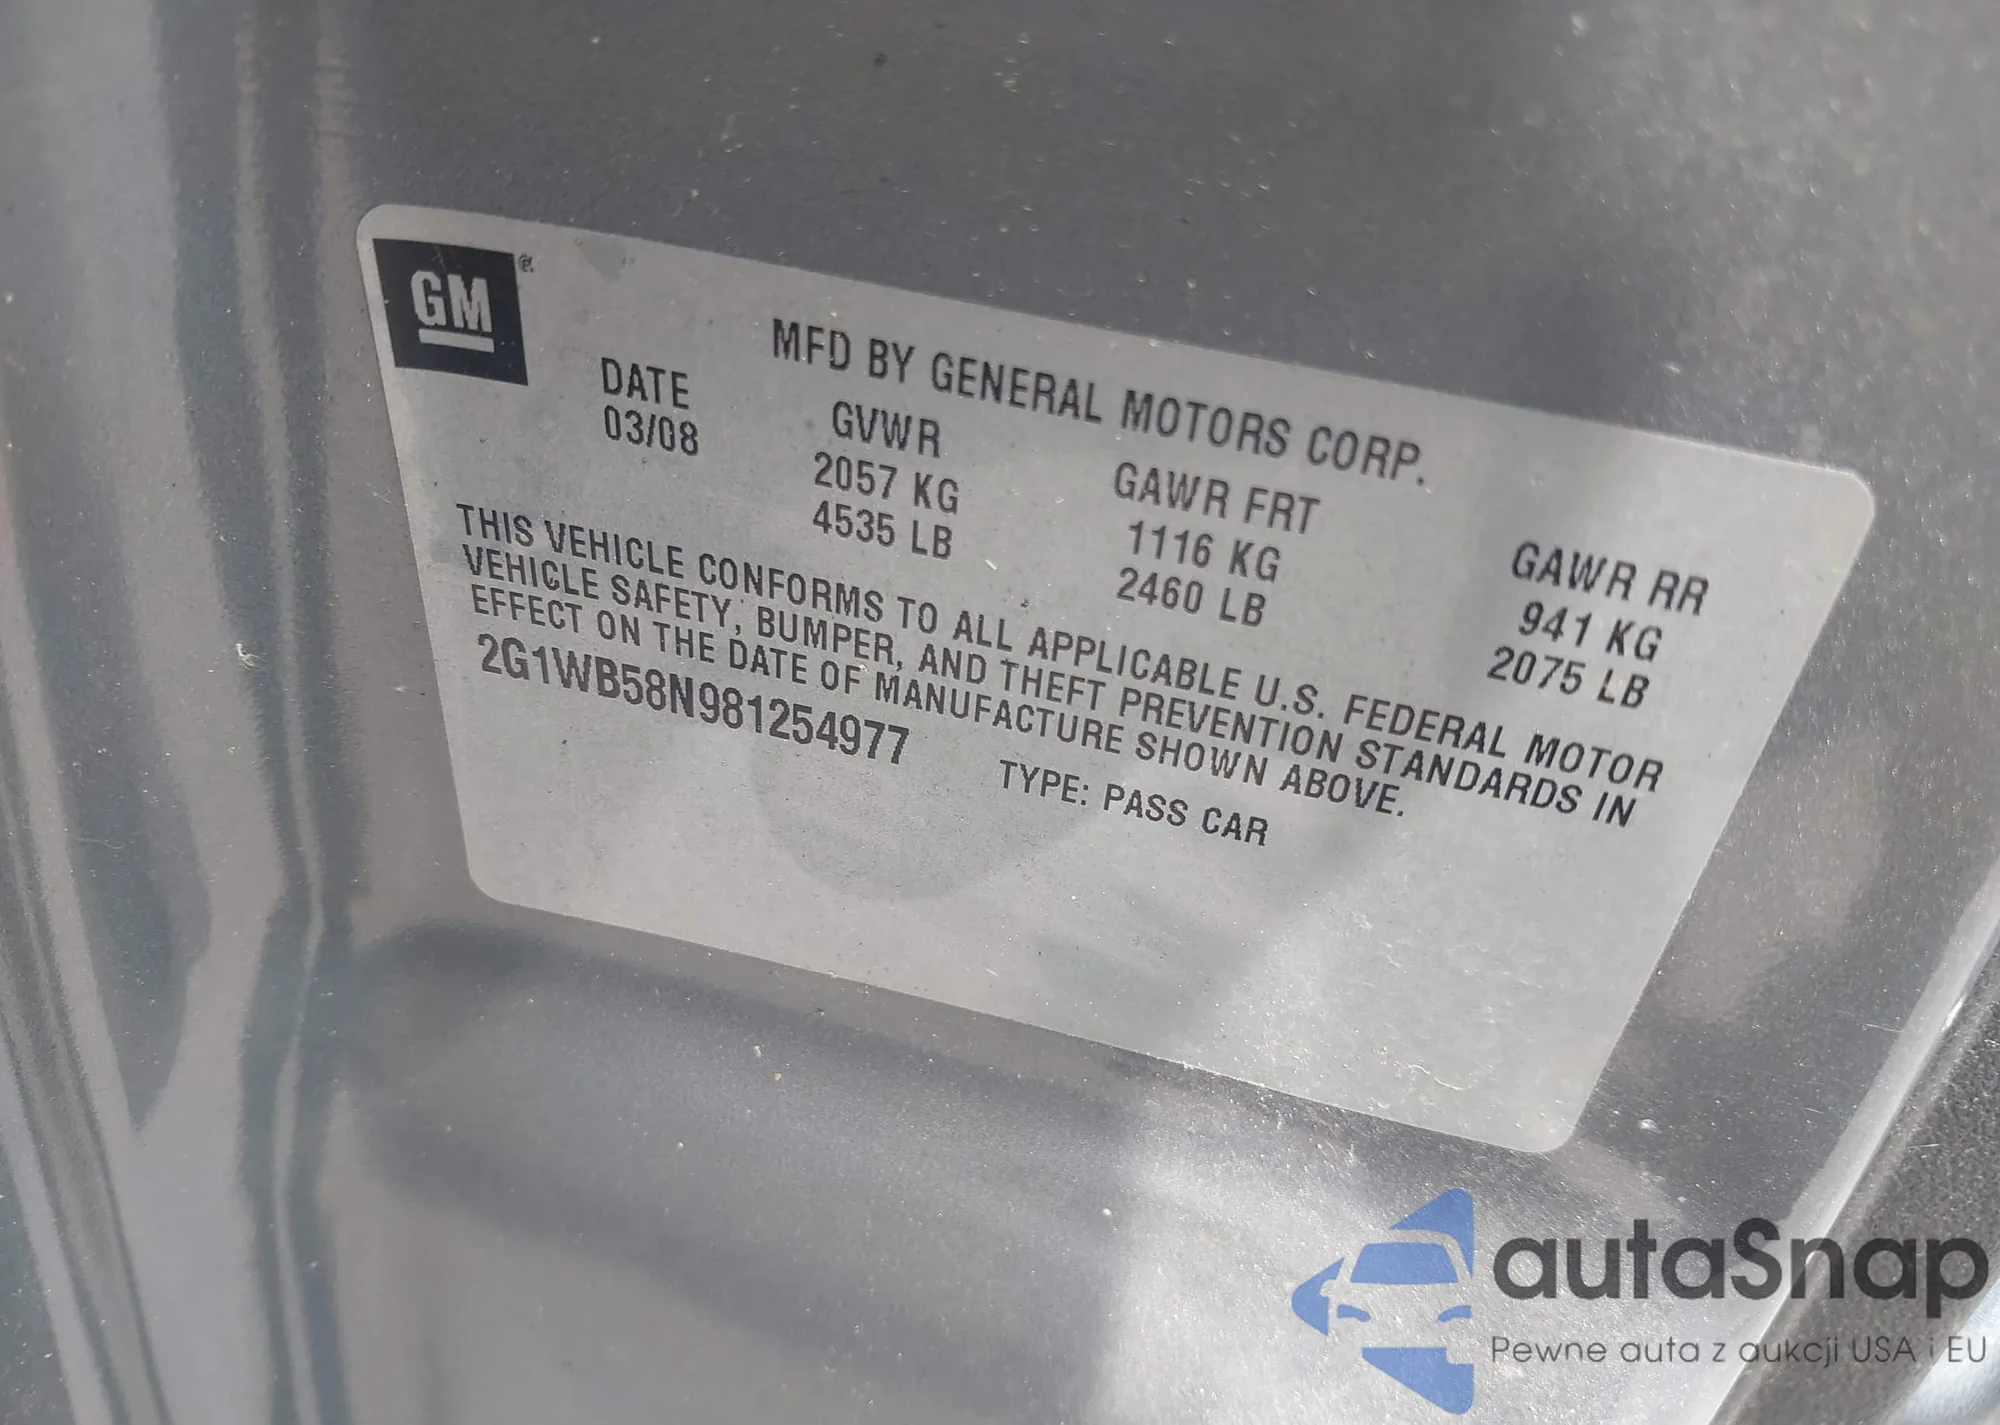 GM
MFD BY GENERAL MOTORS CORP.
DATE GVWR GAWR FRT GAWR RR
03/08 2057 KG 1116 KG 941 KG
4535 LB 2460 LB 2075 LB
THIS VEHICLE CONFORMS TO ALL APPLICABLE U.S. FEDERAL MOTOR
VEHICLE SAFETY, BUMPER, AND THEFT PREVENTION STANDARDS IN
EFFECT ON THE DATE OF MANUFACTURE SHOWN ABOVE.
2G1WB58N981254977 TYPE: PASS CAR
autaSnap
Pewne auta z aukcji USA i EU